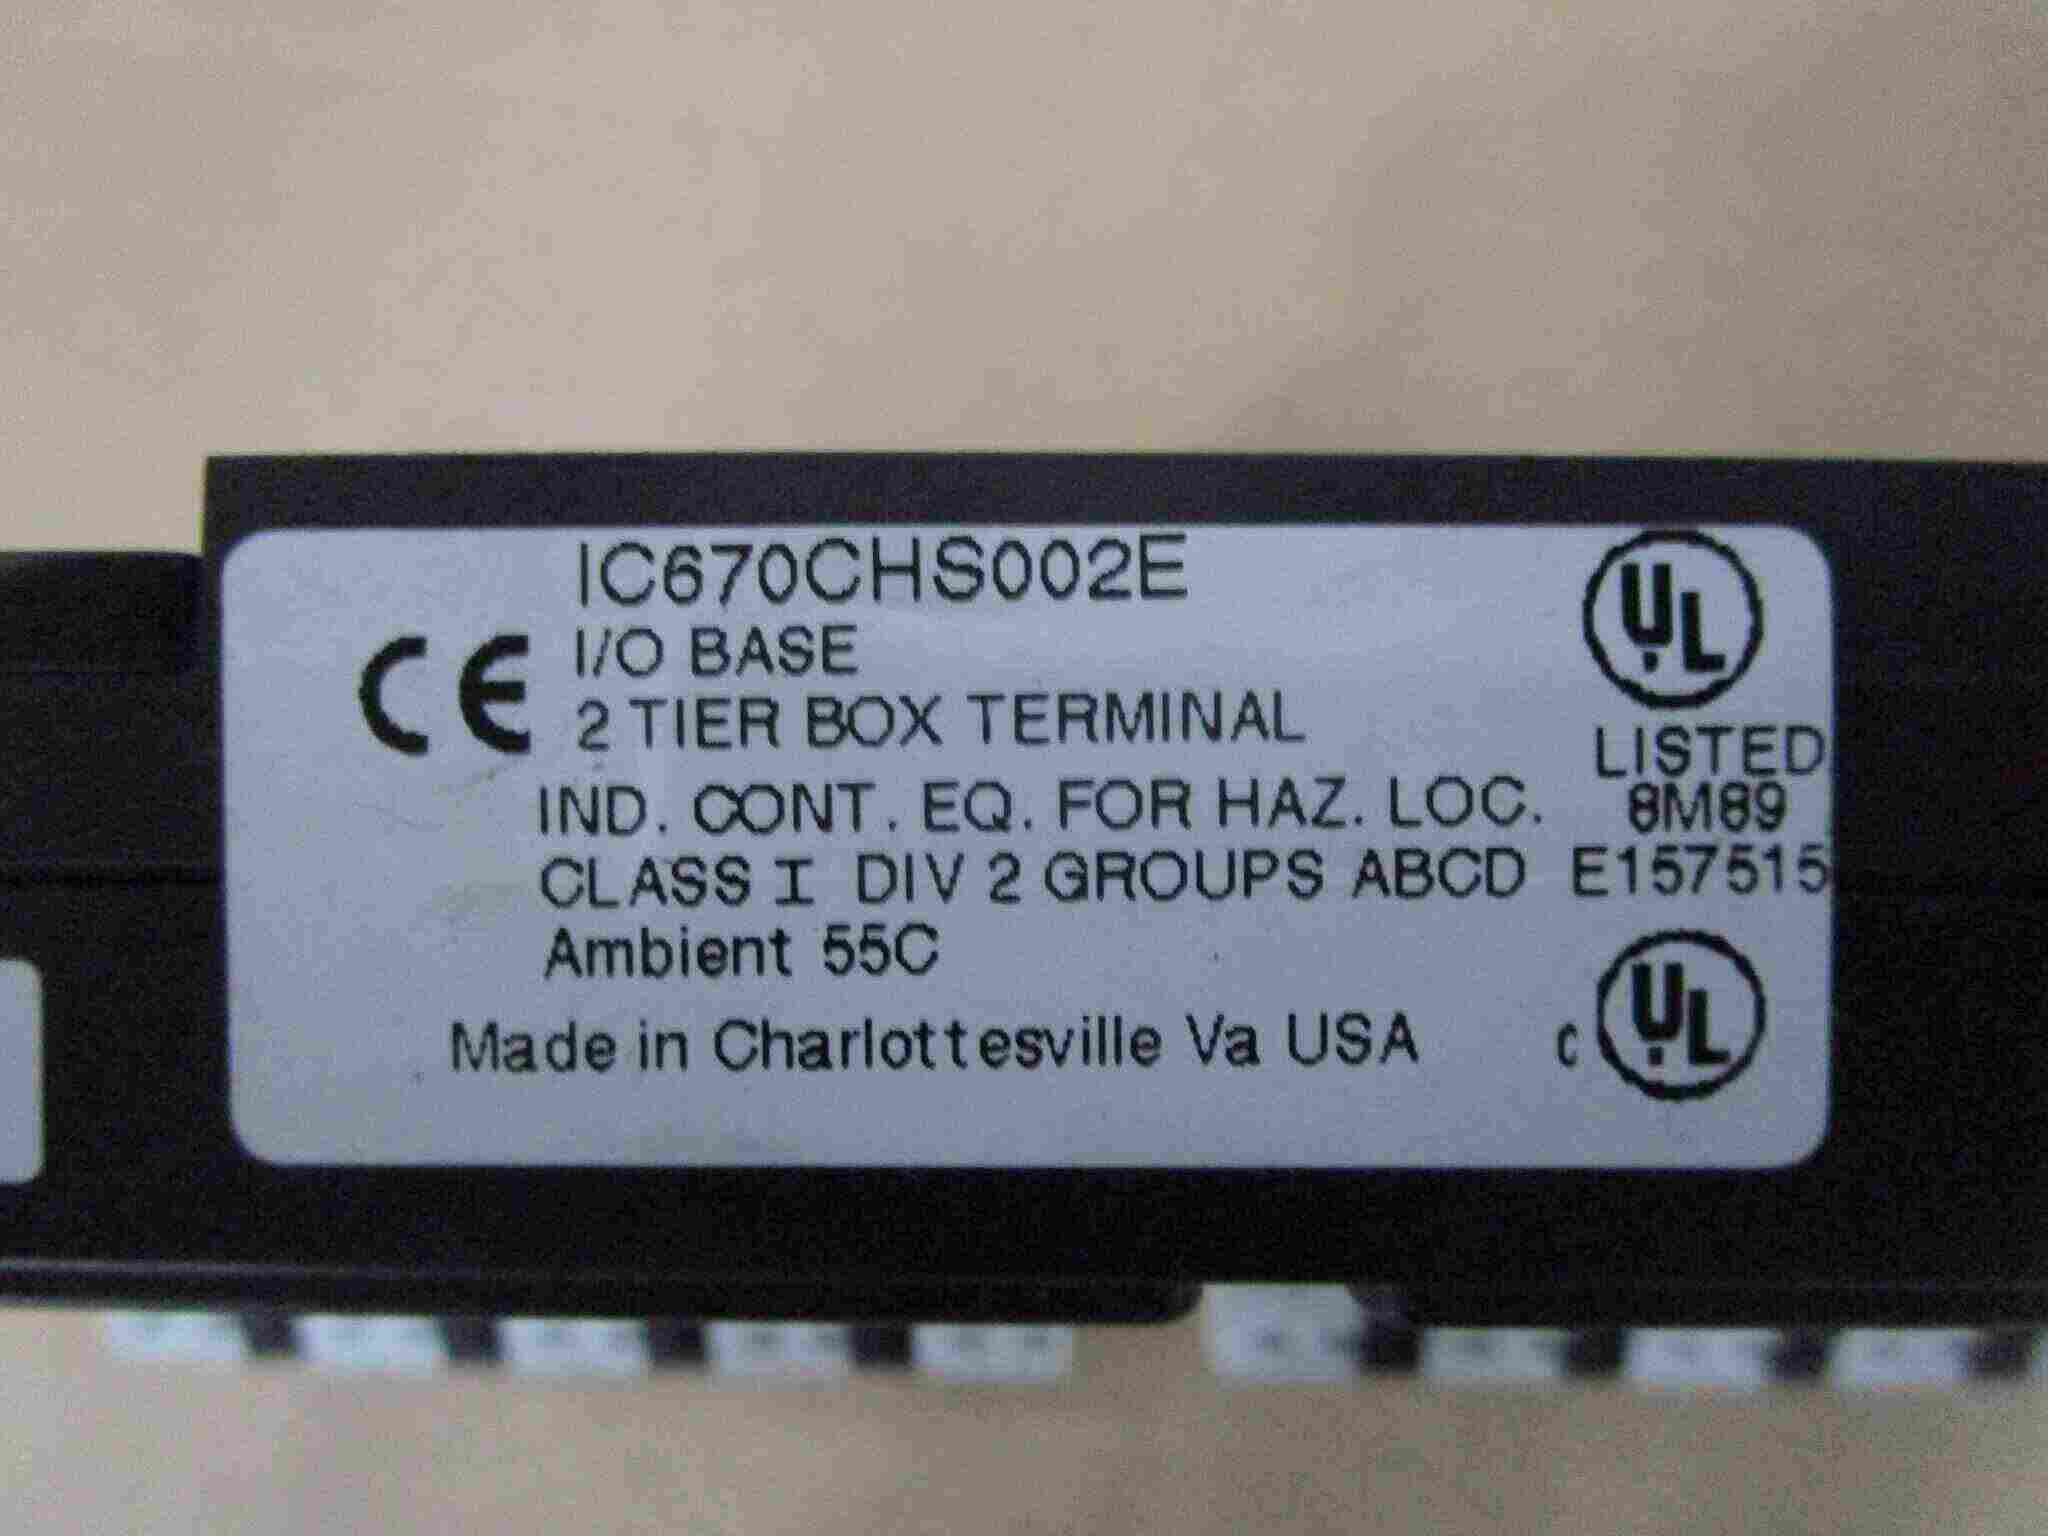 IC670CHS002E
CE
I/O BASE
2 TIER BOX TERMINAL
IND. CONT. EQ. FOR HAZ. LOC.
CLASS I DIV 2 GROUPS ABCD
Ambient 55C
Made in Charlottesville Va USA
UL
LISTED
8M89
E157515
C UL